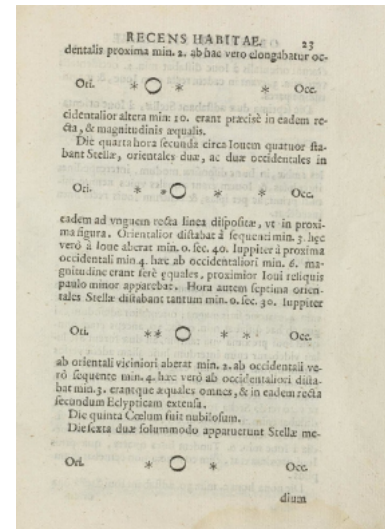 RECENS HABITAE. 23
dentalis proxima min. 2. ab hac vero elongabatur oc-
Ori. * O * * Occ.
cidentalior altera min: 10. erant præcisè in eadem re-
cta, & magnitudinis æqualis.
Die quarta hora secunda circa Iouem quatuor sta-
bant Stellæ, orientales duæ, ac duæ occidentales in
Ori. * *O * * Occ.
eadem ad vnguem recta linea dispositæ, vt in proxi-
ma figura. Orientalior distabat à sequenti min. 3. hęc
verò à Ioue aberat min. 0. sec. 40. Iuppiter à proxima
occidentali min. 4. hæc ab occidentaliori min. 6. ma-
gnitudine erant ferè ęquales, proximior Ioui reliquis
paulo minor apparebat. Hora autem septima orien-
tales Stellæ distabant tantum min. 0. sec. 30. Iuppiter
Ori. ** O * * Occ.
ab orientali viciniori aberat min. 2. ab occidentali ve-
rò sequente min. 4. hæc verò ab occidentaliori dista-
bat min. 3. erantque æquales omnes, & in eadem recta
secundum Eclypticam extensa.
Die quinta Cœlum fuit nubilosum.
Die sexta duæ solummodo apparuerunt Stellæ me-
Ori. * O * Occ.
dium